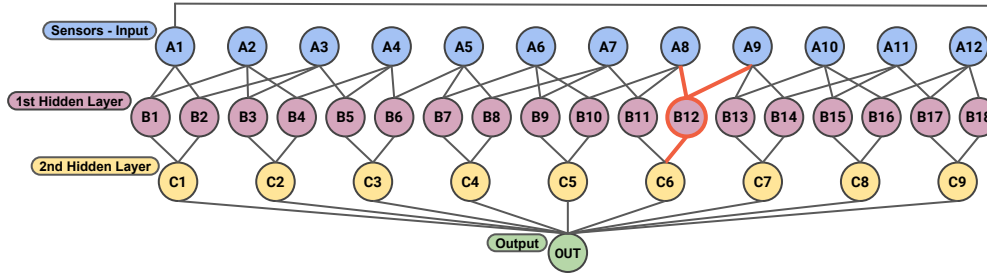 Sensors - Input
A1 A2 A3 A4 A5 A6 A7 A8 A9 A10 A11 A12
1st Hidden Layer
B1 B2 B3 B4 B5 B6 B7 B8 B9 B10 B11 B12 B13 B14 B15 B16 B17 B18
2nd Hidden Layer
C1 C2 C3 C4 C5 C6 C7 C8 C9
Output
OUT